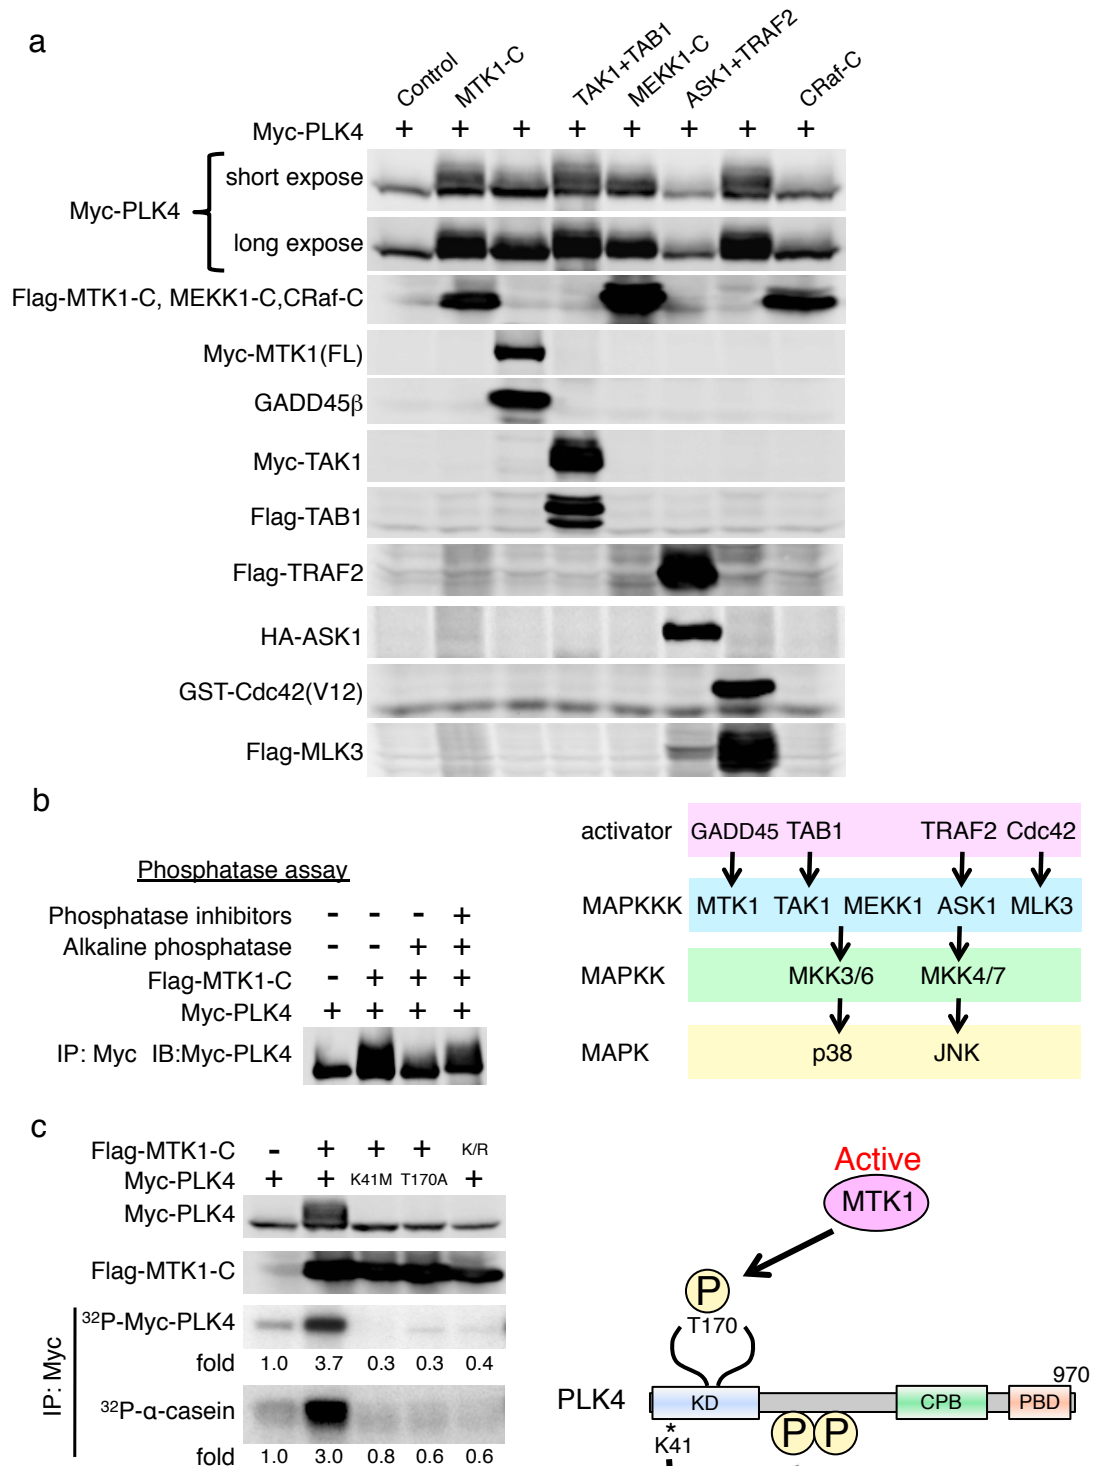 a
Control
MTK1-C
TAK1+TAB1
MEKK1-C
ASK1+TRAF2
CRaf-C
Myc-PLK4 + + + + + + + +
Myc-PLK4
short expose
long expose
Flag-MTK1-C, MEKK1-C,CRaf-C
Myc-MTK1(FL)
GADD45β
Myc-TAK1
Flag-TAB1
Flag-TRAF2
HA-ASK1
GST-Cdc42(V12)
Flag-MLK3
b
Phosphatase assay
Phosphatase inhibitors - - - +
Alkaline phosphatase - - + +
Flag-MTK1-C - + + +
Myc-PLK4 + + + +
IP: Myc IB:Myc-PLK4
activator GADD45 TAB1 TRAF2 Cdc42
MAPKKK MTK1 TAK1 MEKK1 ASK1 MLK3
MAPKK MKK3/6 MKK4/7
MAPK p38 JNK
c
Flag-MTK1-C - + + + K/R
Myc-PLK4 + + K41M T170A +
Myc-PLK4
Flag-MTK1-C
IP: Myc
32P-Myc-PLK4
fold 1.0 3.7 0.3 0.3 0.4
32P-α-casein
fold 1.0 3.0 0.8 0.6 0.6
Active
MTK1
P
T170
970
PLK4 KD CPB PBD
*
K41
P P